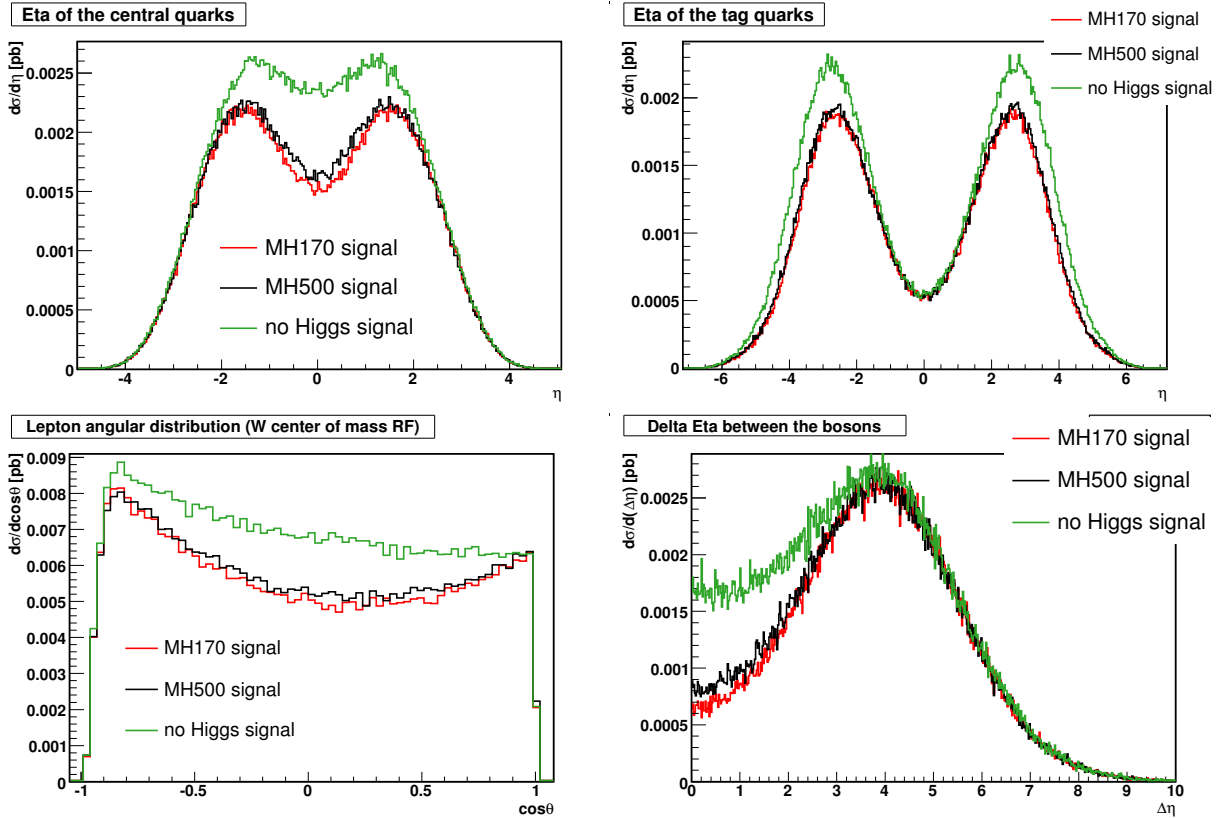 Eta of the central quarks
dσ/dη [pb]
0.0025
0.002
0.0015
0.001
0.0005
0
-4 -2 0 2 4
η
MH170 signal
MH500 signal
no Higgs signal
Eta of the tag quarks
dσ/dη [pb]
0.002
0.0015
0.001
0.0005
0
-6 -4 -2 0 2 4 6
η
MH170 signal
MH500 signal
no Higgs signal
Lepton angular distribution (W center of mass RF)
dσ/dcosθ [pb]
0.009
0.008
0.007
0.006
0.005
0.004
0.003
0.002
0.001
0
-1 -0.5 0 0.5 1
cosθ
MH170 signal
MH500 signal
no Higgs signal
Delta Eta between the bosons
dσ/d(Δη) [pb]
0.0025
0.002
0.0015
0.001
0.0005
0
0 1 2 3 4 5 6 7 8 9 10
Δη
MH170 signal
MH500 signal
no Higgs signal